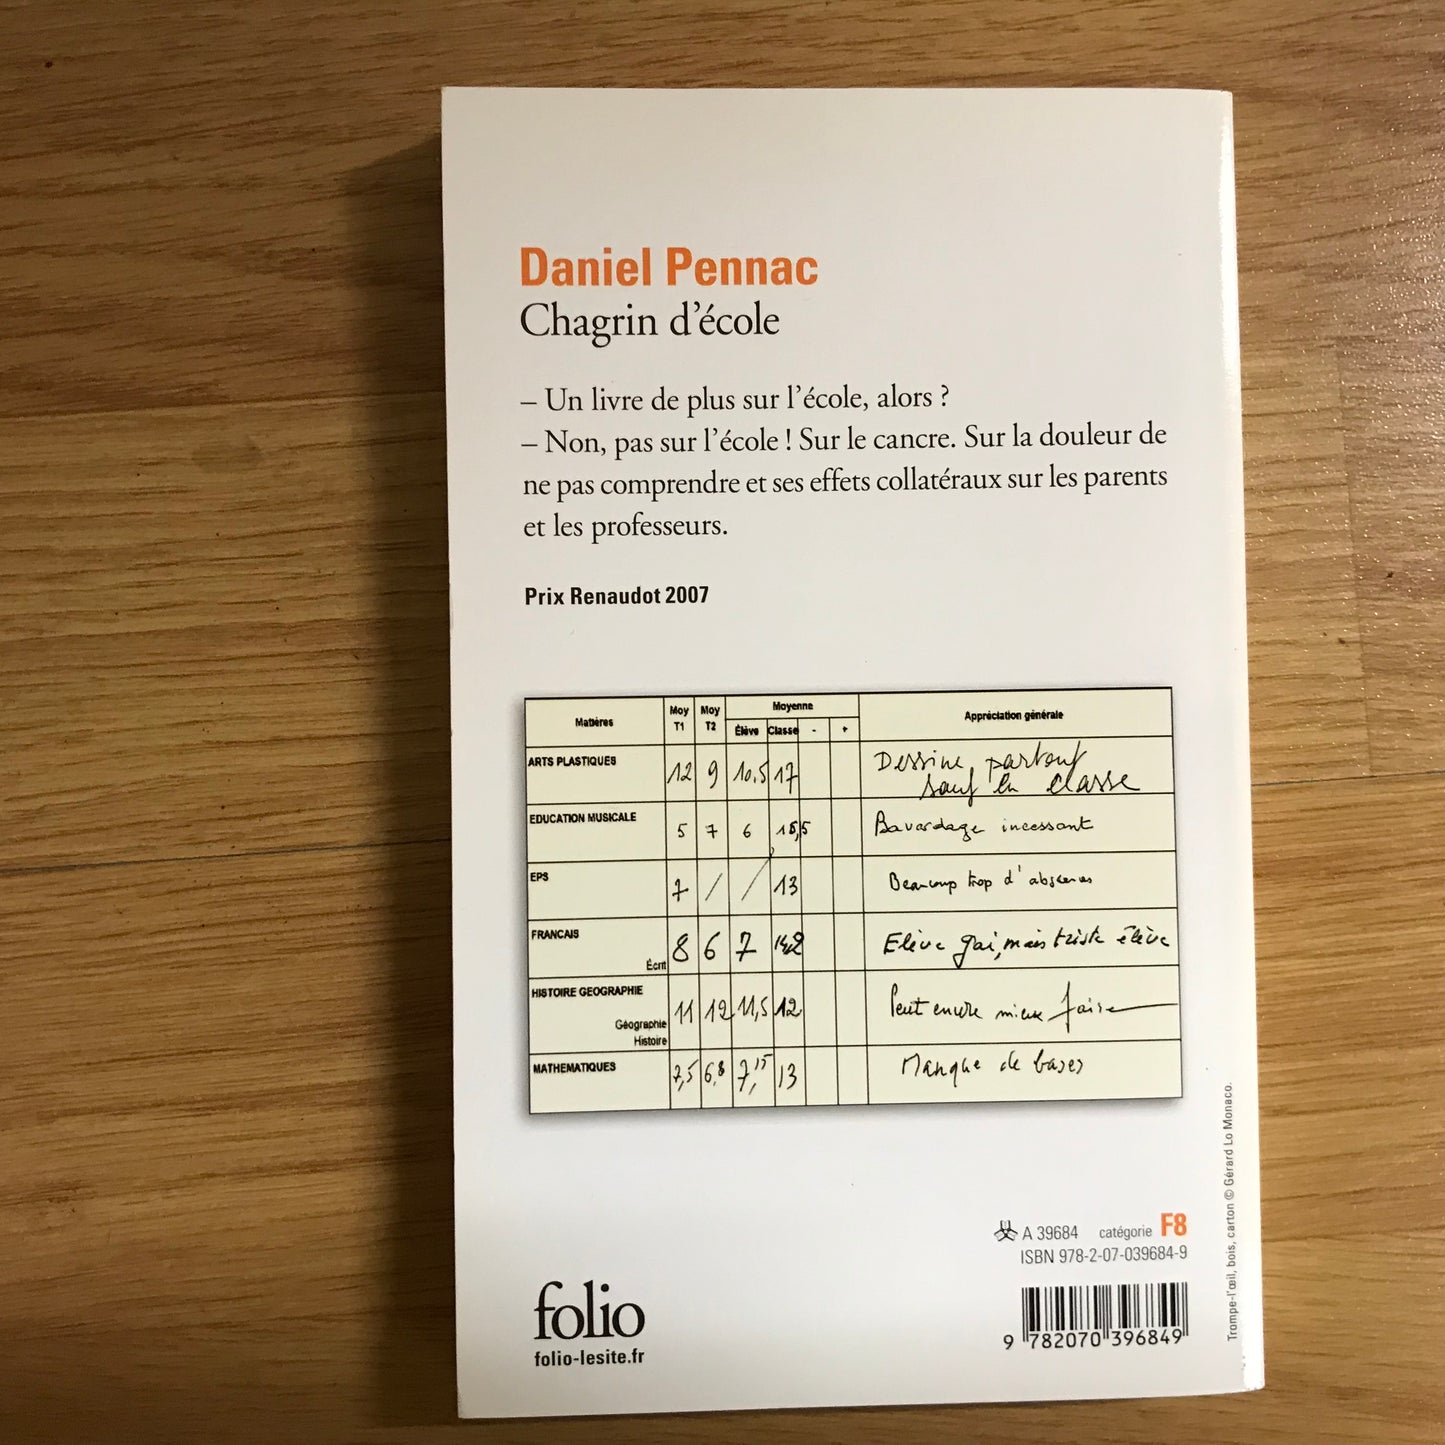 Daniel Pennac
Chagrin d'école
– Un livre de plus sur l'école, alors ?
– Non, pas sur l'école ! Sur le cancre. Sur la douleur de
ne pas comprendre et ses effets collatéraux sur les parents
et les professeurs.
Prix Renaudot 2007
Matières Moy T1 Moy T2 Moyenne Appréciation générale
Élève Classe - +
ARTS PLASTIQUES 12 9 10,5 17 Dessine partout
sauf en classe
EDUCATION MUSICALE 5 7 6 15,5 Bavardage incessant
EPS 7 / / 13 Beaucoup trop d'absences
FRANCAIS
Écrit 8 6 7 Elève gai, mais triste élève
HISTOIRE GEOGRAPHIE
Géographie 11 12 11,5 12 Peut encore mieux faire
Histoire
MATHEMATIQUES 7,5 6,8 7,15 13 Manque de bases
A 39684 catégorie F8
ISBN 978-2-07-039684-9
folio
folio-lesite.fr
9 782070 396849
Trompe-l'œil, bois, carton © Gérard Lo Monaco.